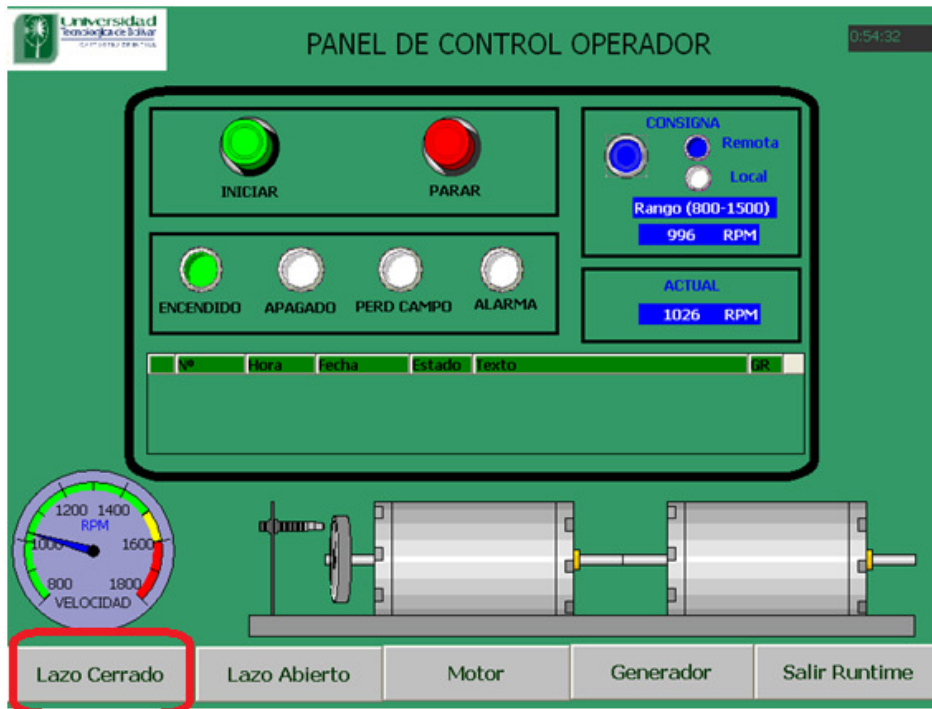 Universidad
Tecnológica de Bolívar
PANEL DE CONTROL OPERADOR
0:54:32
INICIAR
PARAR
CONSIGNA
Remota
Local
Rango (800-1500)
996 RPM
ENCENDIDO
APAGADO
PERD CAMPO
ALARMA
ACTUAL
1026 RPM
Nº Hora Fecha Estado Texto GR
1200 1400
RPM
1000 1600
800 1800
VELOCIDAD
Lazo Cerrado
Lazo Abierto
Motor
Generador
Salir Runtime